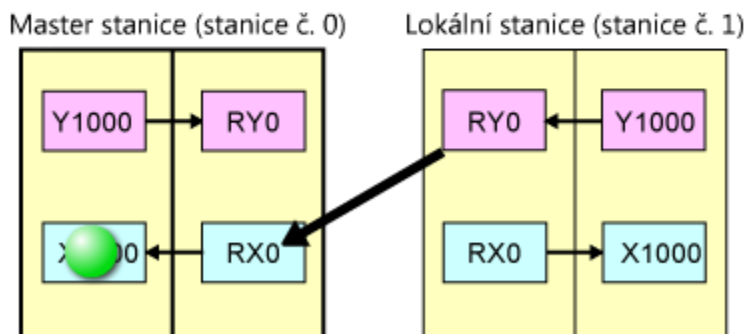 Master stanice (stanice č. 0)
Lokální stanice (stanice č. 1)
Y1000
RY0
RY0
Y1000
RX0
RX0
X1000